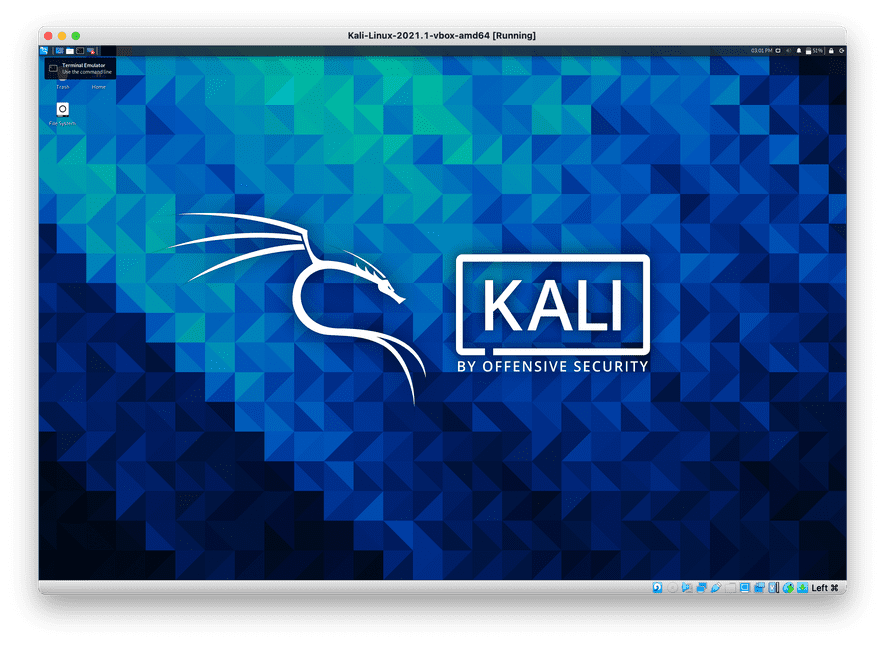 Kali-Linux-2021.1-vbox-amd64 [Running]
03:01 PM
51%
Terminal Emulator
Use the command line
Trash
Home
File System
KALI
BY OFFENSIVE SECURITY
Left ⌘